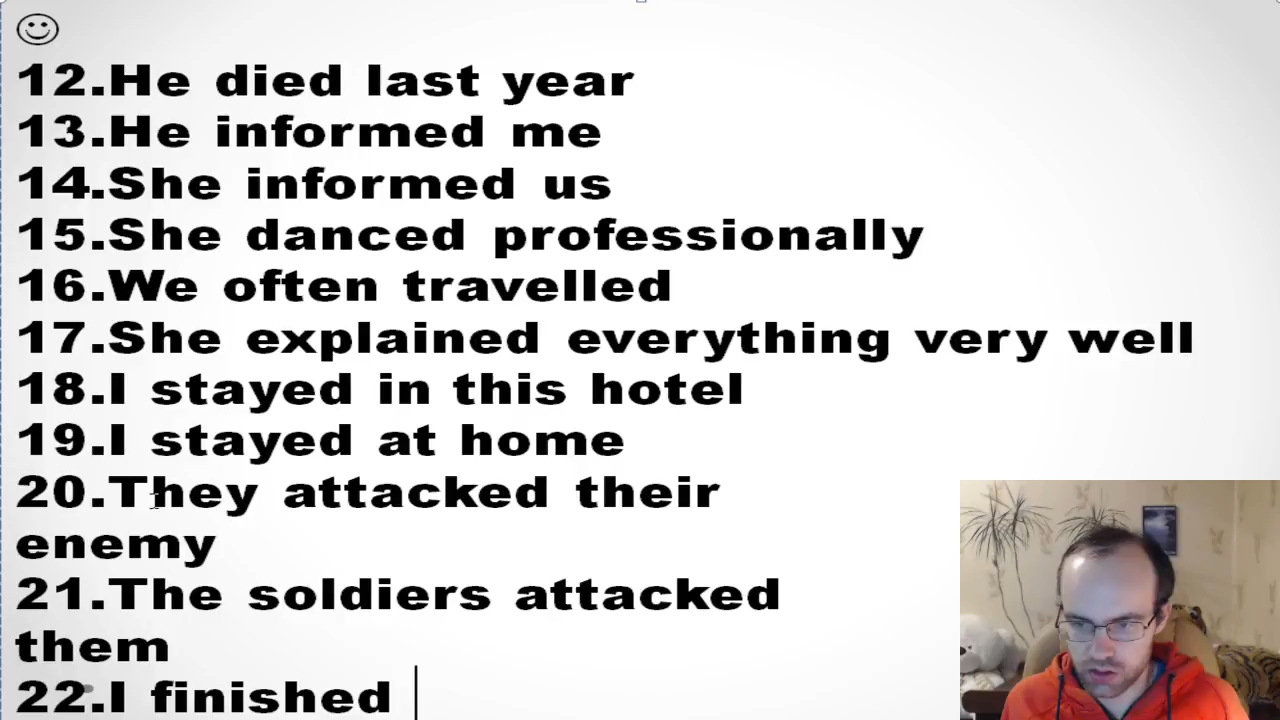 12.He died last year
13.He informed me
14.She informed us
15.She danced professionally
16.We often travelled
17.She explained everything very well
18.I stayed in this hotel
19.I stayed at home
20.They attacked their
enemy
21.The soldiers attacked
them
22.I finished